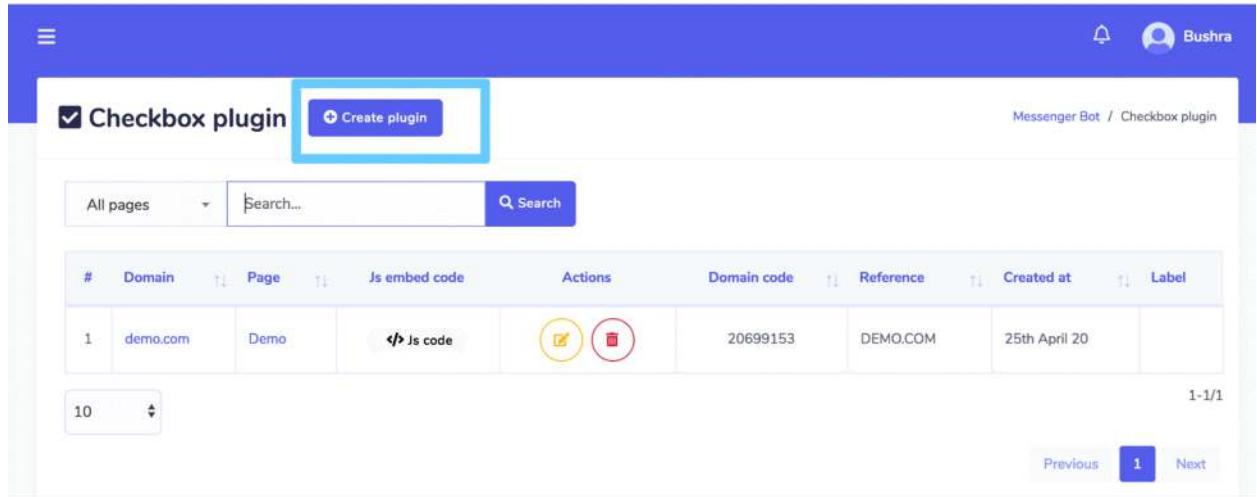 Bushra
Checkbox plugin Create plugin Messenger Bot / Checkbox plugin
All pages Search... Search
# Domain Page Js embed code Actions Domain code Reference Created at Label
1 demo.com Demo </> Js code 20699153 DEMO.COM 25th April 20
1-1/1
10
Previous 1 Next